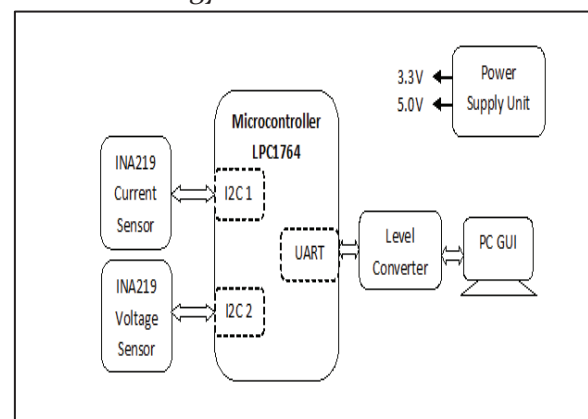 3.3V
5.0V
Power
Supply Unit
Microcontroller
LPC1764
INA219
Current
Sensor
I2C 1
UART
Level
Converter
PC GUI
INA219
Voltage
Sensor
I2C 2